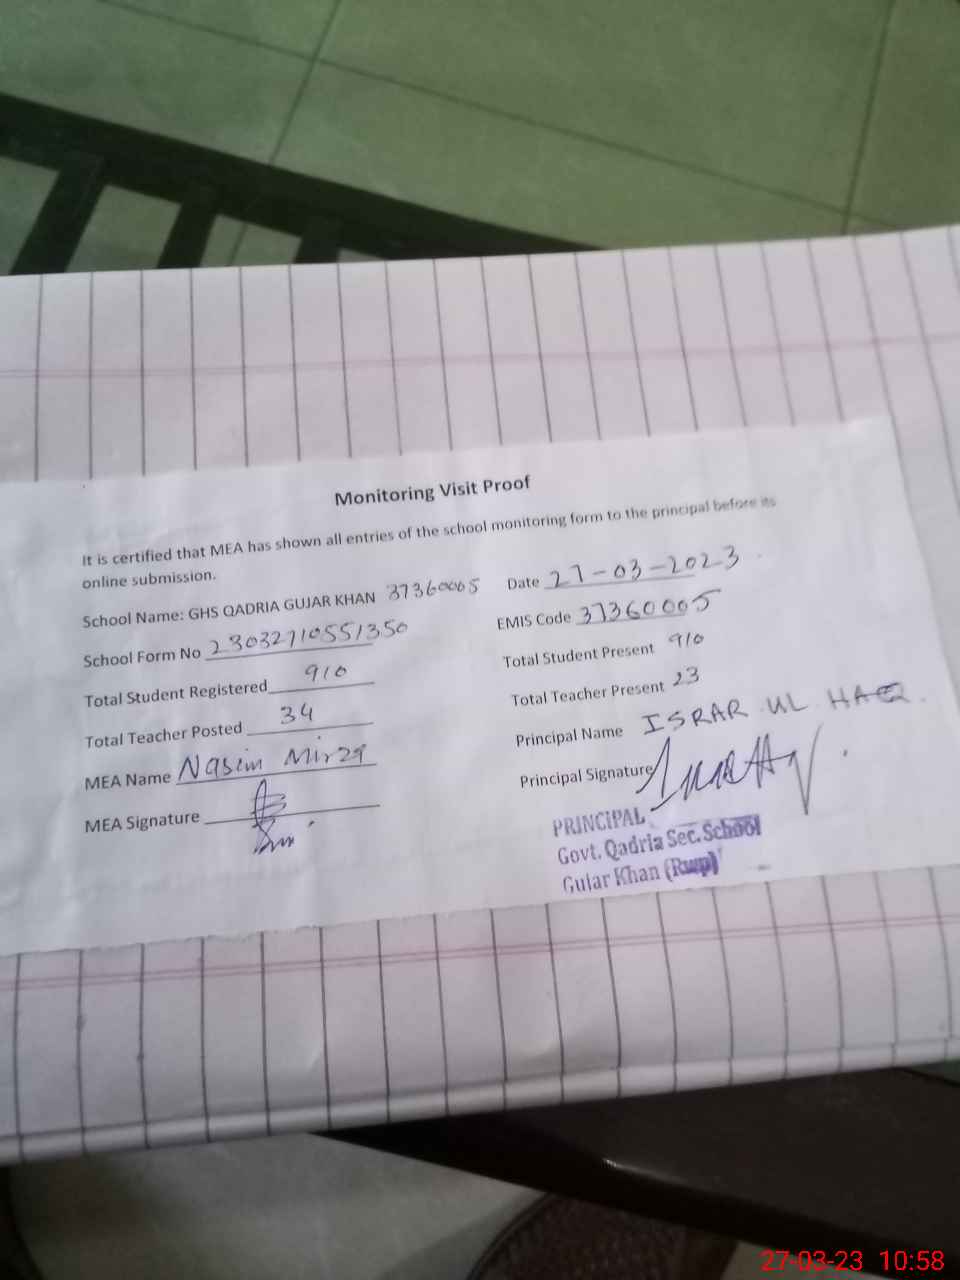 Monitoring Visit Proof
It is certified that MEA has shown all entries of the school monitoring form to the principal before its
online submission.
School Name: GHS QADRIA GUJAR KHAN 37360005
Date 27-03-2023
School Form No 23032710551350
EMIS Code 37360005
Total Student Registered 910
Total Student Present 910
Total Teacher Posted 34
Total Teacher Present 23
MEA Name Nasim Mirza
Principal Name ISRAR UL HAQ
MEA Signature
Principal Signature
PRINCIPAL
Govt. Qadria Sec. School
Gujar Khan (Rwp)
27-03-23 10:58